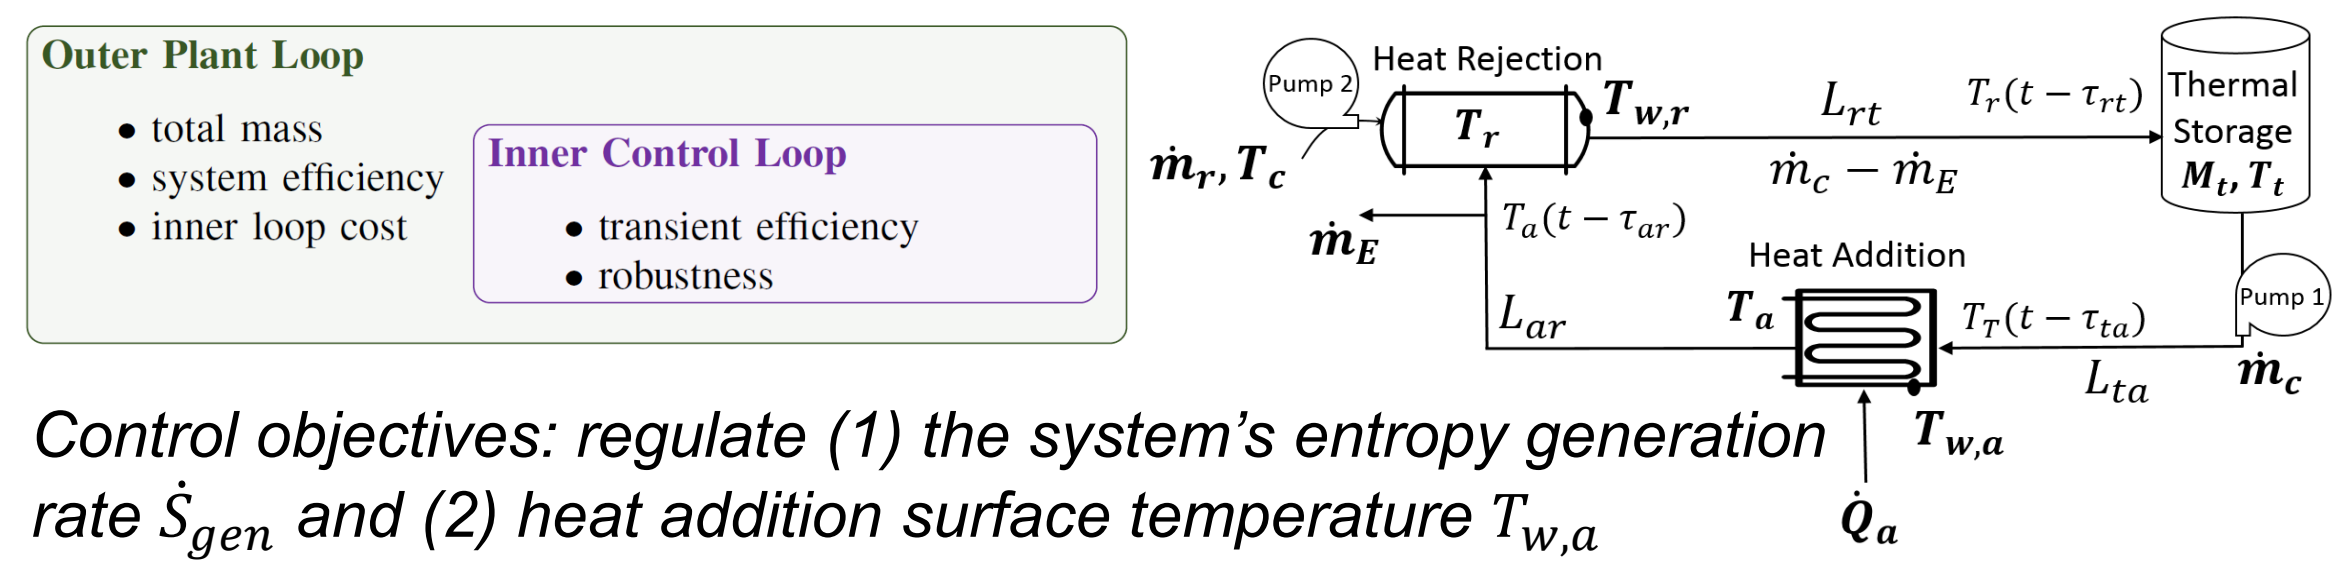 Outer Plant Loop
• total mass
• system efficiency
• inner loop cost
Inner Control Loop
• transient efficiency
• robustness
Pump 2
Heat Rejection
T_r
T_{w,r}
ṁ_r, T_c
L_{rt}
T_r(t − τ_{rt})
ṁ_c − ṁ_E
Thermal
Storage
M_t, T_t
T_a(t − τ_{ar})
ṁ_E
Heat Addition
T_a
L_{ar}
T_T(t − τ_{ta})
Pump 1
L_{ta}
ṁ_c
T_{w,a}
Q̇_a
Control objectives: regulate (1) the system's entropy generation
rate Ṡ_{gen} and (2) heat addition surface temperature T_{w,a}